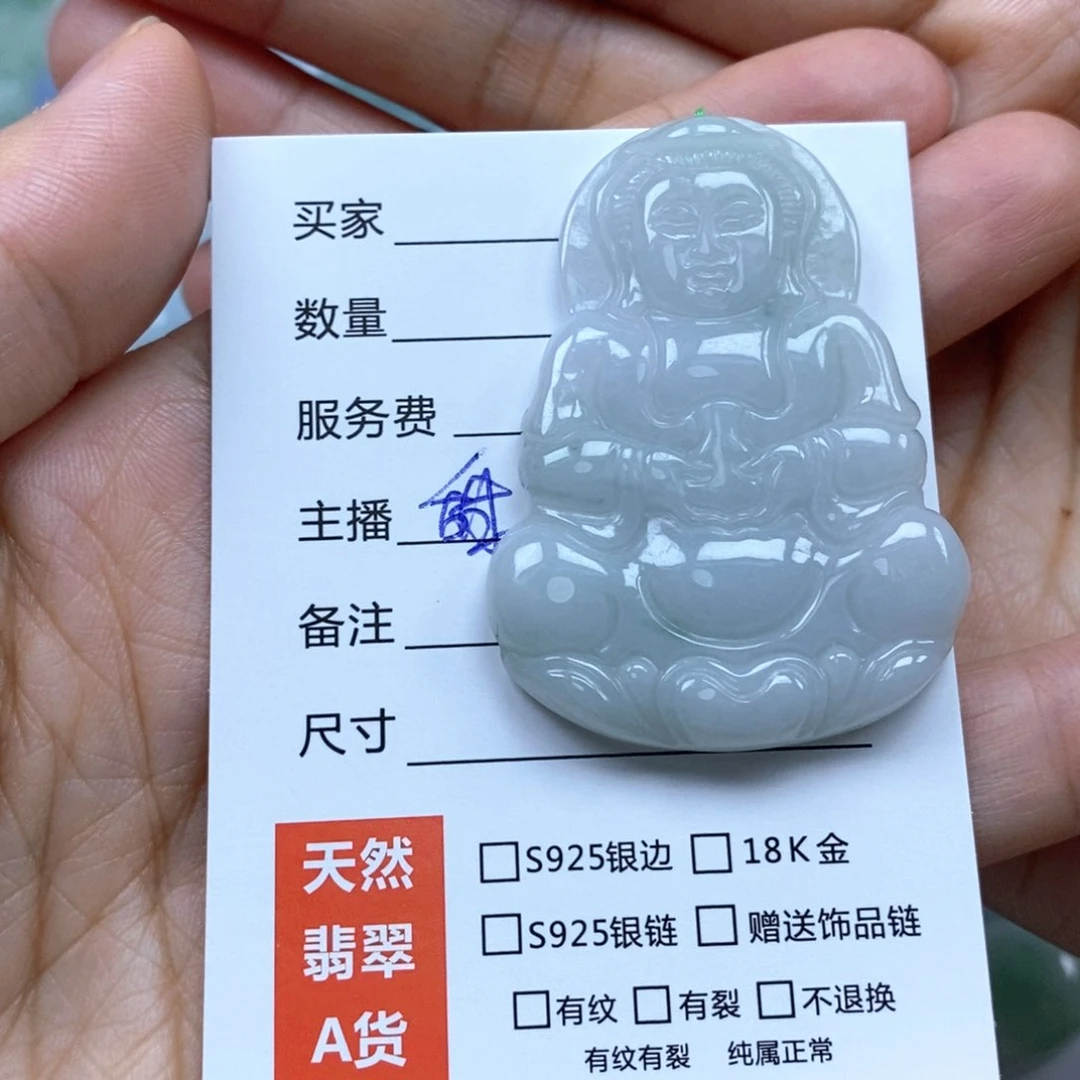 买家
数量
服务费
主播
备注
尺寸
天然
翡翠
A货
S925银边 18K金
S925银链 赠送饰品链
有纹 有裂 不退换
有纹有裂 纯属正常